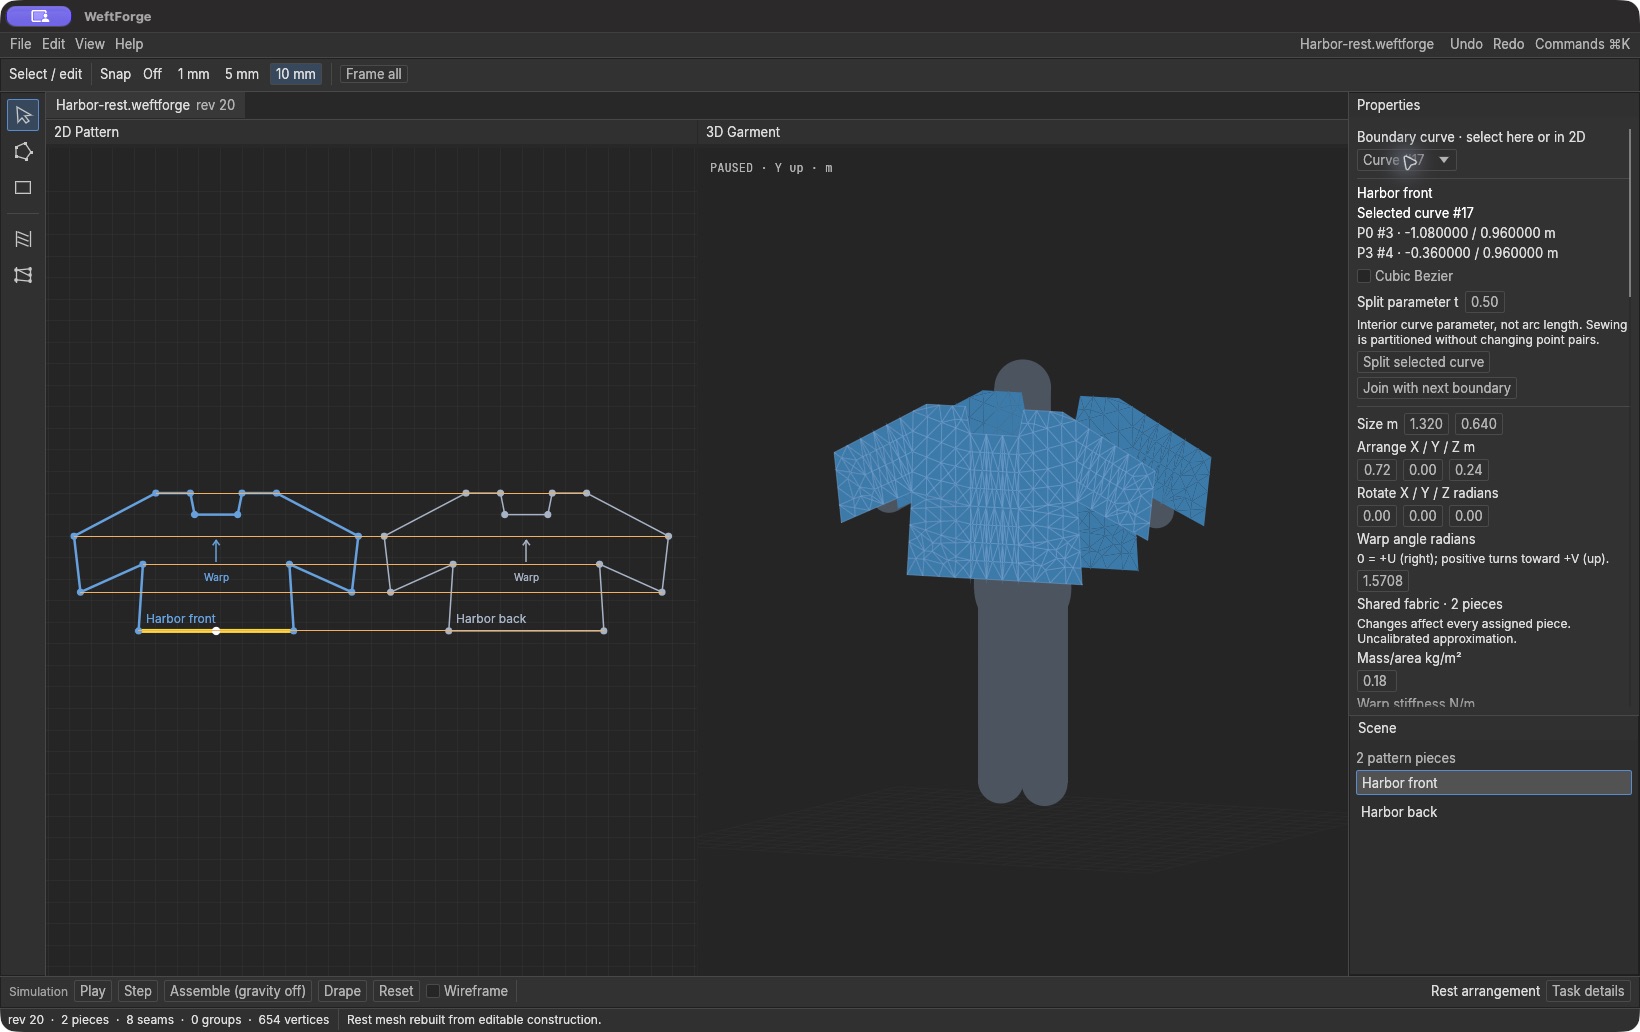 WeftForge
File Edit View Help
Harbor-rest.weftforge Undo Redo Commands ⌘K
Select / edit Snap Off 1 mm 5 mm 10 mm Frame all
Harbor-rest.weftforge rev 20
2D Pattern
3D Garment
PAUSED · Y up · m
Warp
Harbor front
Warp
Harbor back
Properties
Boundary curve · select here or in 2D
Curve #17
Harbor front
Selected curve #17
P0 #3 · -1.080000 / 0.960000 m
P3 #4 · -0.360000 / 0.960000 m
Cubic Bezier
Split parameter t 0.50
Interior curve parameter, not arc length. Sewing
is partitioned without changing point pairs.
Split selected curve
Join with next boundary
Size m 1.320 0.640
Arrange X / Y / Z m
0.72 0.00 0.24
Rotate X / Y / Z radians
0.00 0.00 0.00
Warp angle radians
0 = +U (right); positive turns toward +V (up).
1.5708
Shared fabric · 2 pieces
Changes affect every assigned piece.
Uncalibrated approximation.
Mass/area kg/m²
0.18
Warp stiffness N/m
Scene
2 pattern pieces
Harbor front
Harbor back
Simulation Play Step Assemble (gravity off) Drape Reset Wireframe
Rest arrangement Task details
rev 20 · 2 pieces · 8 seams · 0 groups · 654 vertices Rest mesh rebuilt from editable construction.